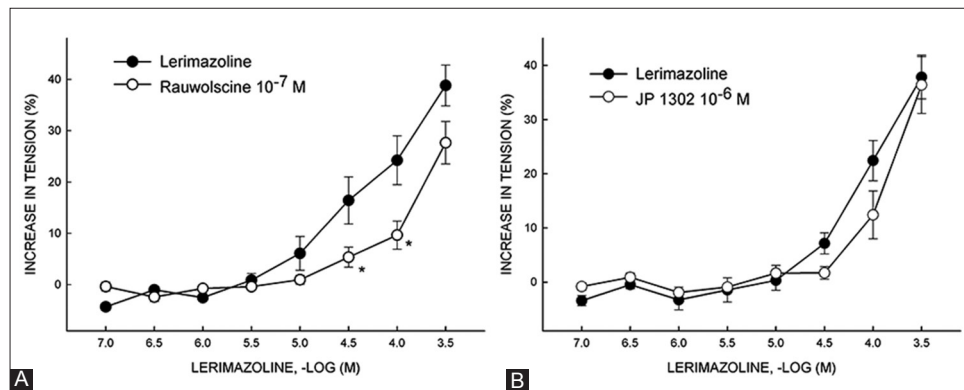 Lerimazoline
Rauwolscine 10⁻⁷ M
INCREASE IN TENSION (%)
40
30
20
10
0
*
*
7.0 6.5 6.0 5.5 5.0 4.5 4.0 3.5
LERIMAZOLINE, -LOG (M)
A
Lerimazoline
JP 1302 10⁻⁶ M
INCREASE IN TENSION (%)
40
30
20
10
0
7.0 6.5 6.0 5.5 5.0 4.5 4.0 3.5
LERIMAZOLINE, -LOG (M)
B